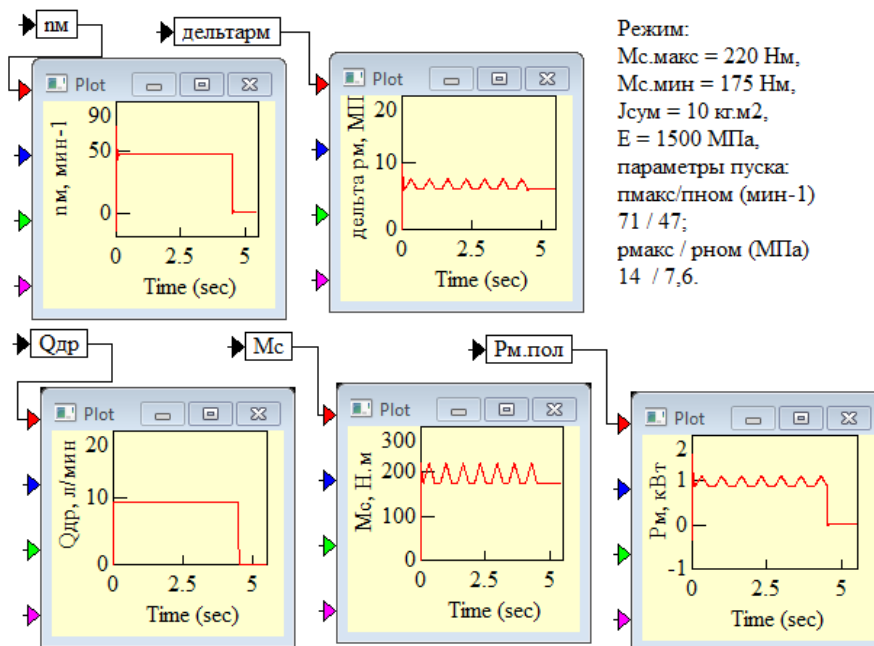 nм
дельтарм
Режим:
Мс.макс = 220 Нм,
Мс.мин = 175 Нм,
Jсум = 10 кг.м2,
E = 1500 МПа,
параметры пуска:
nмакс/nном (мин-1)
71 / 47;
рмакс / рном (МПа)
14 / 7,6.
Plot
90
50
0
nм, мин-1
0 2.5 5
Time (sec)
Plot
20
10
0
дельта рм, МП
0 2.5 5
Time (sec)
Qдр
Мс
Рм.пол
Plot
20
10
0
Qдр, л/мин
0 2.5 5
Time (sec)
Plot
300
200
100
0
Мс, Н.м
0 2.5 5
Time (sec)
Plot
2
1
0
-1
Рм, кВт
0 2.5 5
Time (sec)